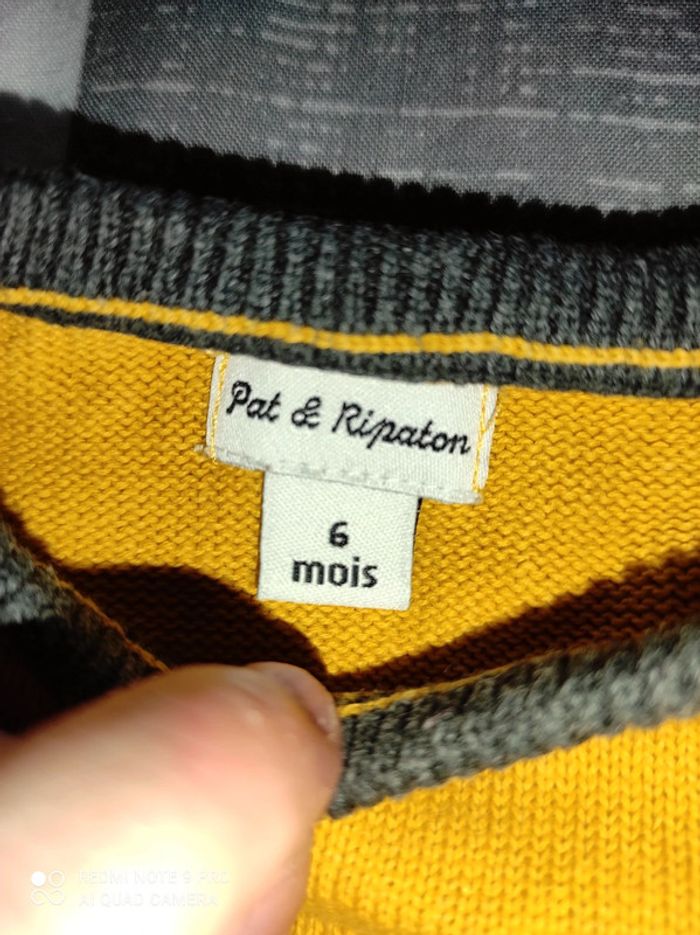 Pat & Ripaton
6
mois
REDMI NOTE 9 PRO
AI QUAD CAMERA